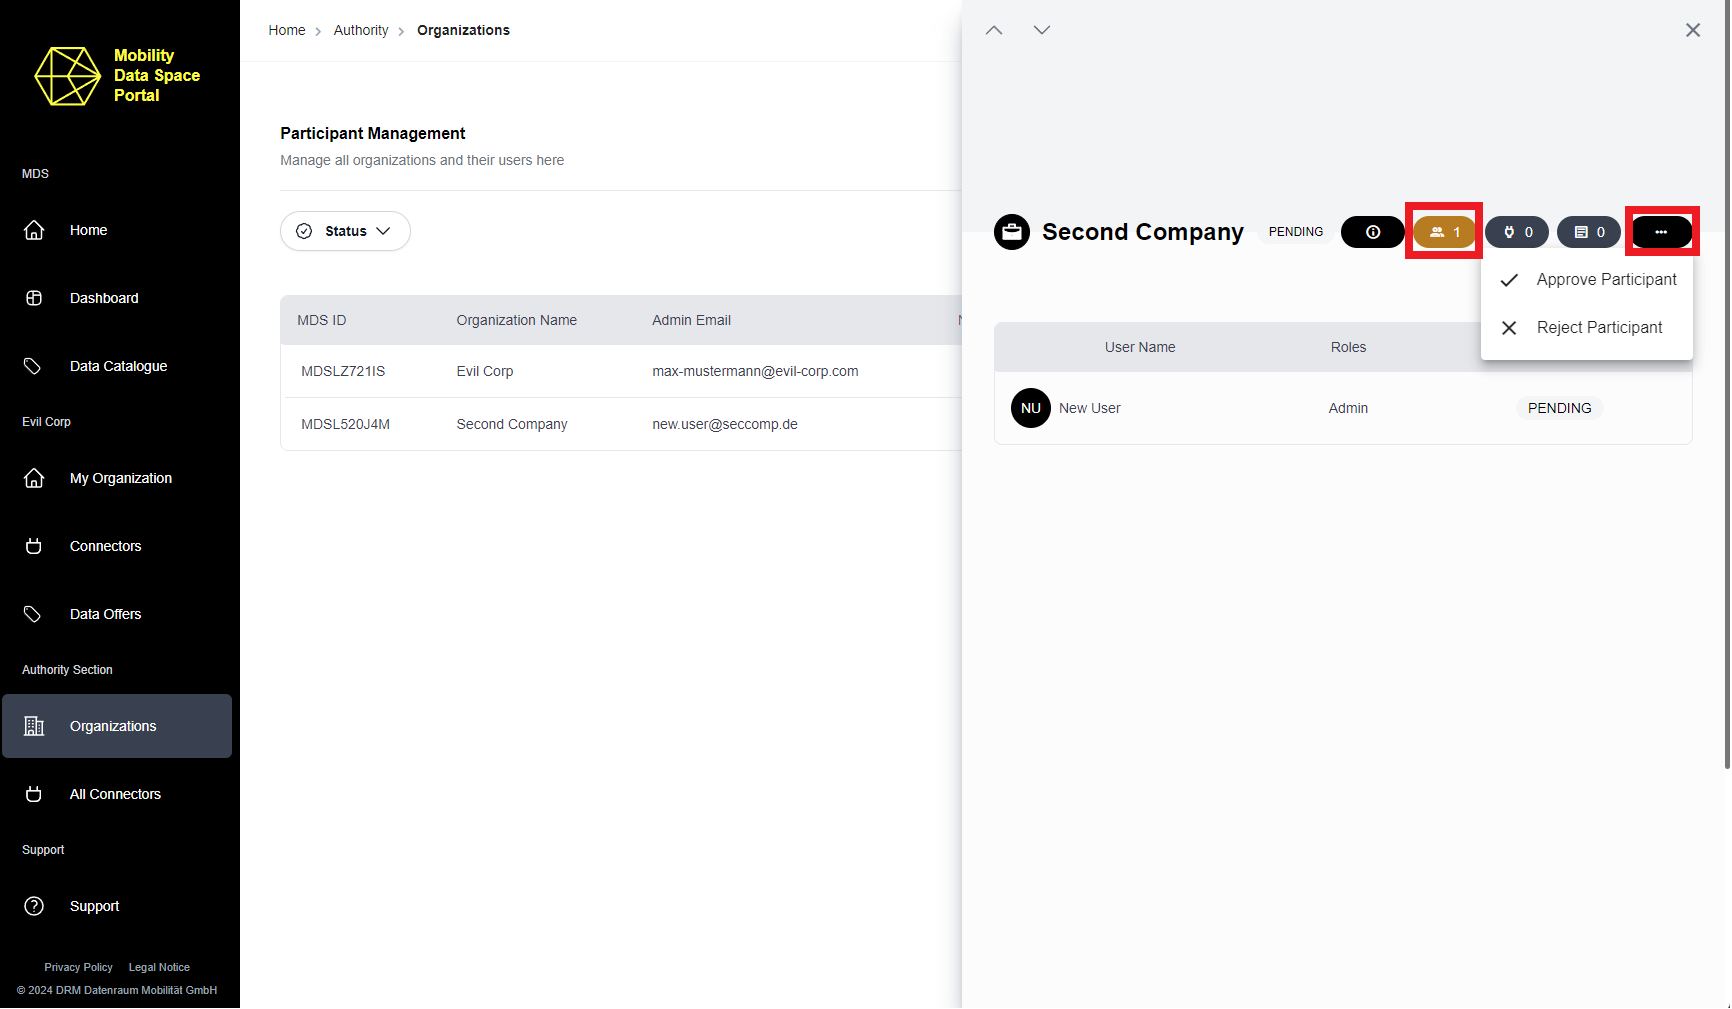 Mobility
Data Space
Portal
MDS
Home
Dashboard
Data Catalogue
Evil Corp
My Organization
Connectors
Data Offers
Authority Section
Organizations
All Connectors
Support
Support
Privacy Policy Legal Notice
© 2024 DRM Datenraum Mobilität GmbH
Home Authority Organizations
Participant Management
Manage all organizations and their users here
Status
MDS ID Organization Name Admin Email
MDSLZ721IS Evil Corp max-mustermann@evil-corp.com
MDSL520J4M Second Company new.user@seccomp.de
Second Company PENDING 1 0 0
Approve Participant
Reject Participant
User Name Roles
NU New User Admin PENDING